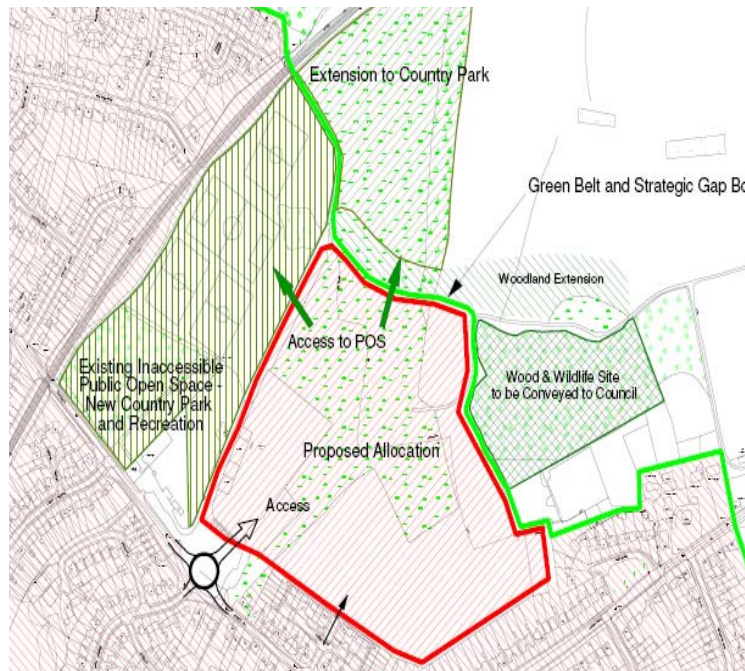 Extension to Country Park
Green Belt and Strategic Gap Bo
Woodland Extension
Access to POS
Existing Inaccessible
Public Open Space -
New Country Park
and Recreation
Wood & Wildlife Site
to be Conveyed to Council
Proposed Allocation
Access